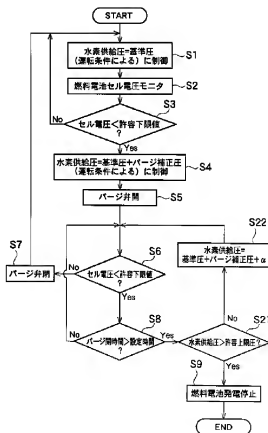 START
水素供給圧=基準圧
(運転条件による)に制御
S1
燃料電池セル電圧モニタ
S2
S3
セル電圧<許容下限値
?
No
Yes
水素供給圧=基準圧+パージ補正圧
(運転条件による)に制御
S4
パージ弁開
S5
S22
水素供給圧=
基準圧+パージ補正圧+α
S7
パージ弁閉
S6
セル電圧<許容下限値
?
No
Yes
No
S8
パージ開時間>設定時間
?
No
Yes
S21
水素供給圧>許容上限圧
?
Yes
S9
燃料電池発電停止
END